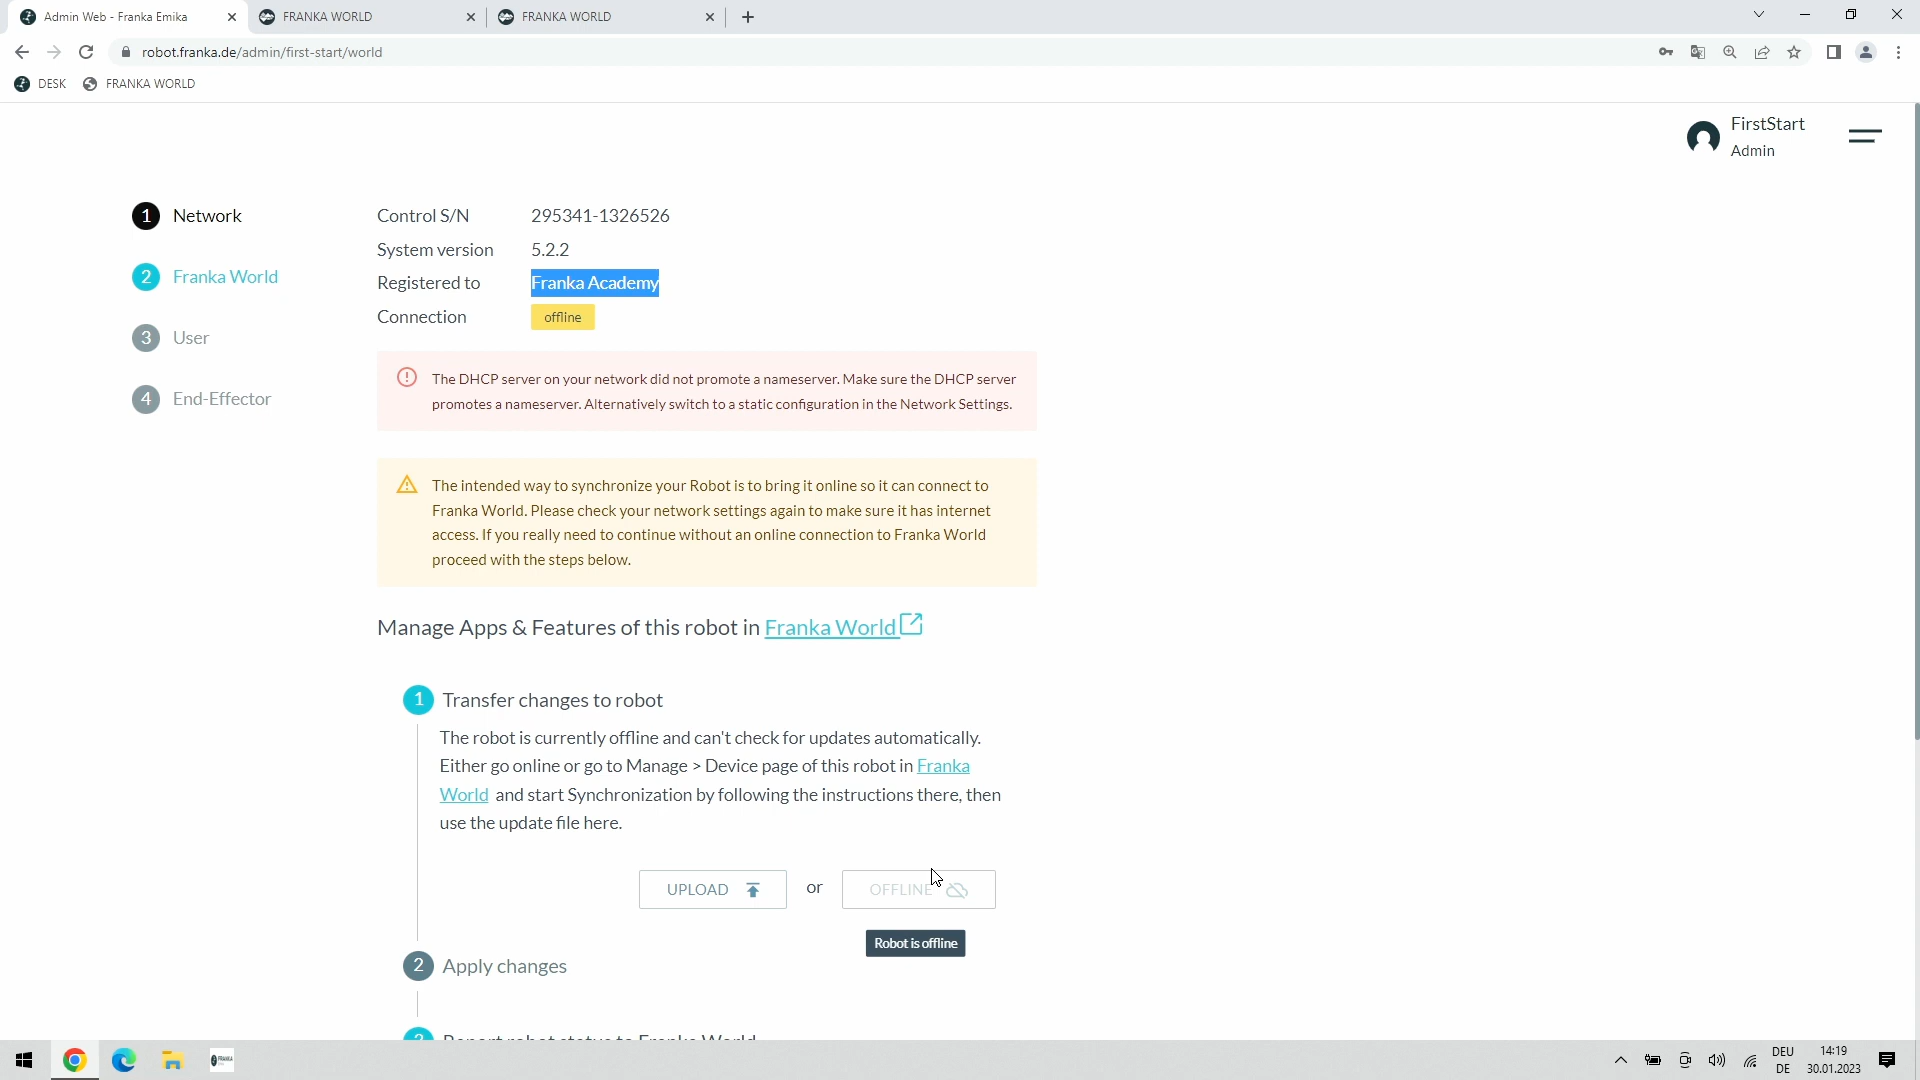 Admin Web - Franka Emika
FRANKA WORLD
FRANKA WORLD
robot.franka.de/admin/first-start/world
DESK
FRANKA WORLD
FirstStart
Admin
1 Network
2 Franka World
3 User
4 End-Effector
Control S/N 295341-1326526
System version 5.2.2
Registered to Franka Academy
Connection offline
The DHCP server on your network did not promote a nameserver. Make sure the DHCP server
promotes a nameserver. Alternatively switch to a static configuration in the Network Settings.
The intended way to synchronize your Robot is to bring it online so it can connect to
Franka World. Please check your network settings again to make sure it has internet
access. If you really need to continue without an online connection to Franka World
proceed with the steps below.
Manage Apps & Features of this robot in Franka World
1 Transfer changes to robot
The robot is currently offline and can't check for updates automatically.
Either go online or go to Manage > Device page of this robot in Franka
World and start Synchronization by following the instructions there, then
use the update file here.
UPLOAD or OFFLINE
Robot is offline
2 Apply changes
3 Report robot status to Franka World
DEU
DE
14:19
30.01.2023